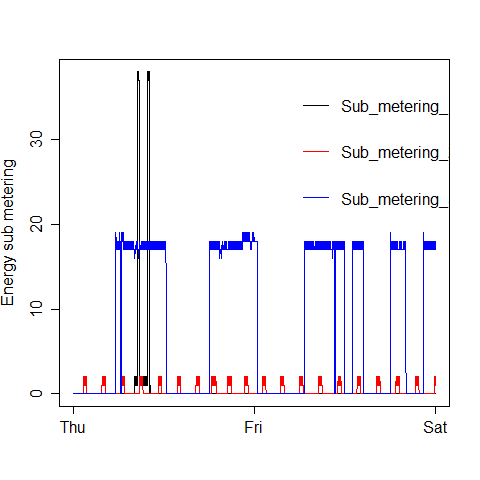 Energy sub metering
30
20
10
0
Sub_metering_
Sub_metering_
Sub_metering_
Thu Fri Sat